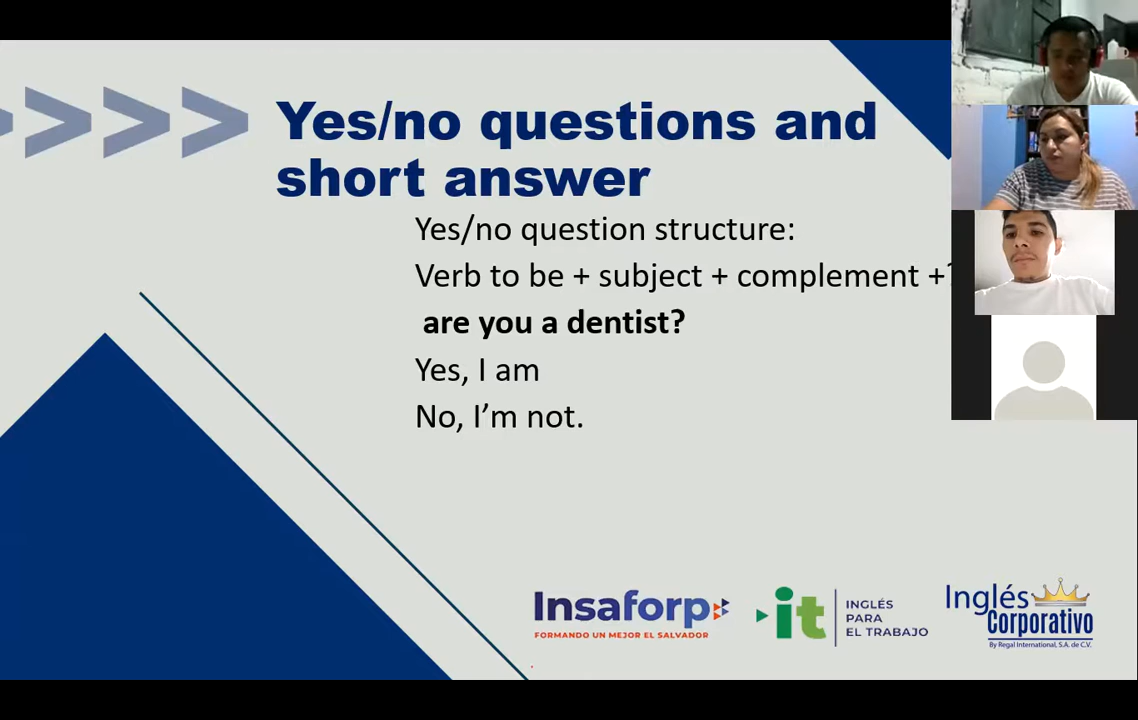 Yes/no questions and
short answer
Yes/no question structure:
Verb to be + subject + complement +?
are you a dentist?
Yes, I am
No, I’m not.
Insaforp
FORMANDO UN MEJOR EL SALVADOR
it
INGLÉS
PARA
EL TRABAJO
Inglés
Corporativo
By Regal International, S.A. de C.V.